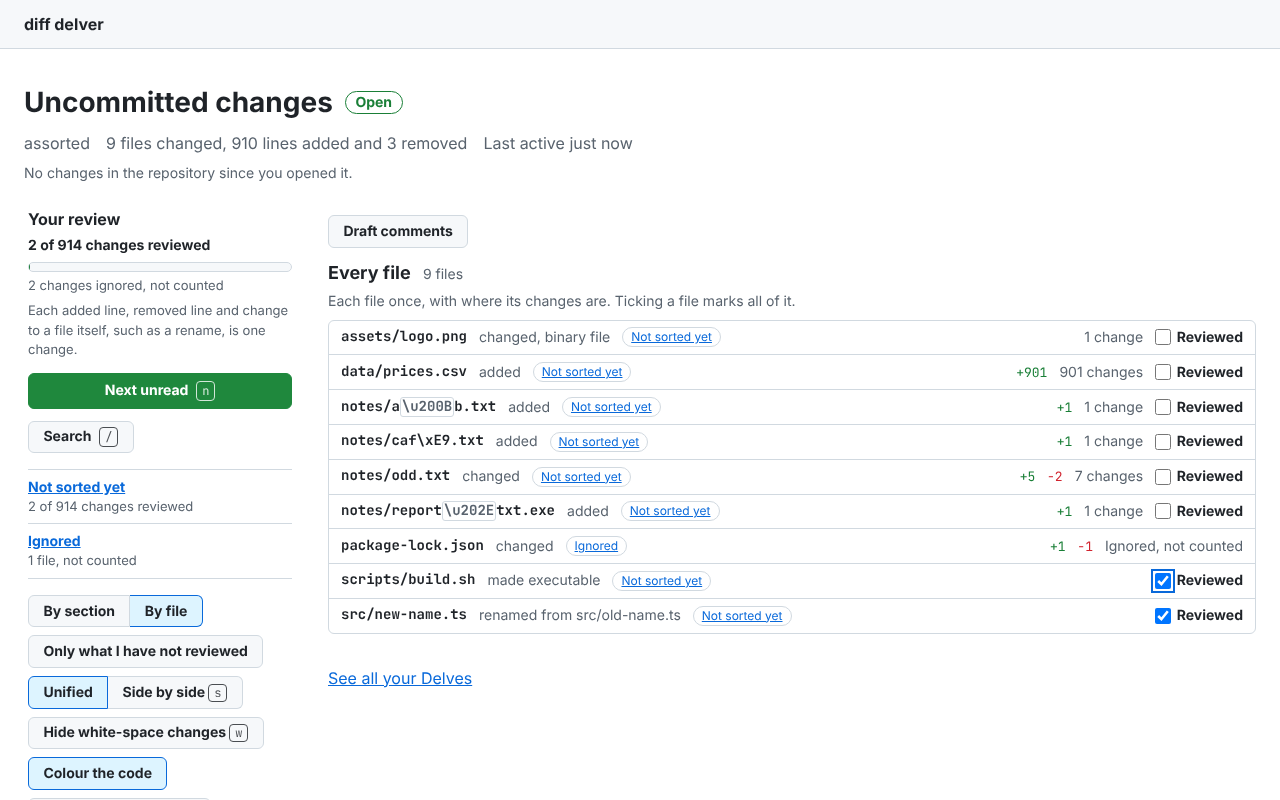 diff delver
Uncommitted changes Open
assorted 9 files changed, 910 lines added and 3 removed Last active just now
No changes in the repository since you opened it.
Your review
2 of 914 changes reviewed
2 changes ignored, not counted
Each added line, removed line and change
to a file itself, such as a rename, is one
change.
Next unread n
Search /
Not sorted yet
2 of 914 changes reviewed
Ignored
1 file, not counted
By section By file
Only what I have not reviewed
Unified Side by side s
Hide white-space changes w
Colour the code
Draft comments
Every file 9 files
Each file once, with where its changes are. Ticking a file marks all of it.
assets/logo.png changed, binary file Not sorted yet 1 change Reviewed
data/prices.csv added Not sorted yet +901 901 changes Reviewed
notes/a\u200Bb.txt added Not sorted yet +1 1 change Reviewed
notes/caf\xE9.txt added Not sorted yet +1 1 change Reviewed
notes/odd.txt changed Not sorted yet +5 -2 7 changes Reviewed
notes/report\u202Etxt.exe added Not sorted yet +1 1 change Reviewed
package-lock.json changed Ignored +1 -1 Ignored, not counted
scripts/build.sh made executable Not sorted yet Reviewed
src/new-name.ts renamed from src/old-name.ts Not sorted yet Reviewed
See all your Delves